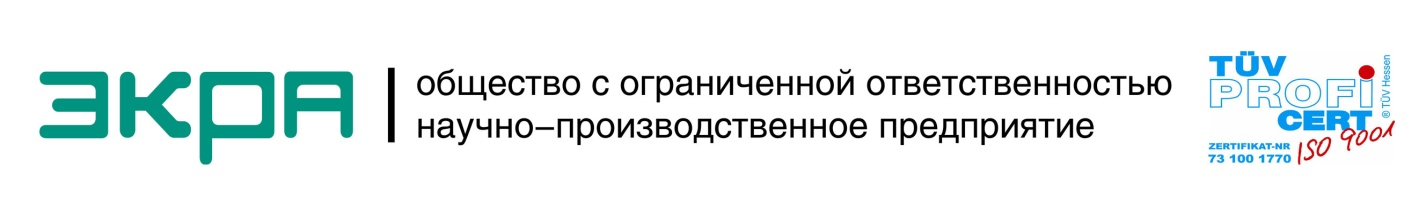 ЭКРА
общество с ограниченной ответственностью
научно–производственное предприятие
TÜV
PROFI
CERT
® TÜV Hessen
ISO 9001
ZERTIFIKAT-NR
73 100 1770